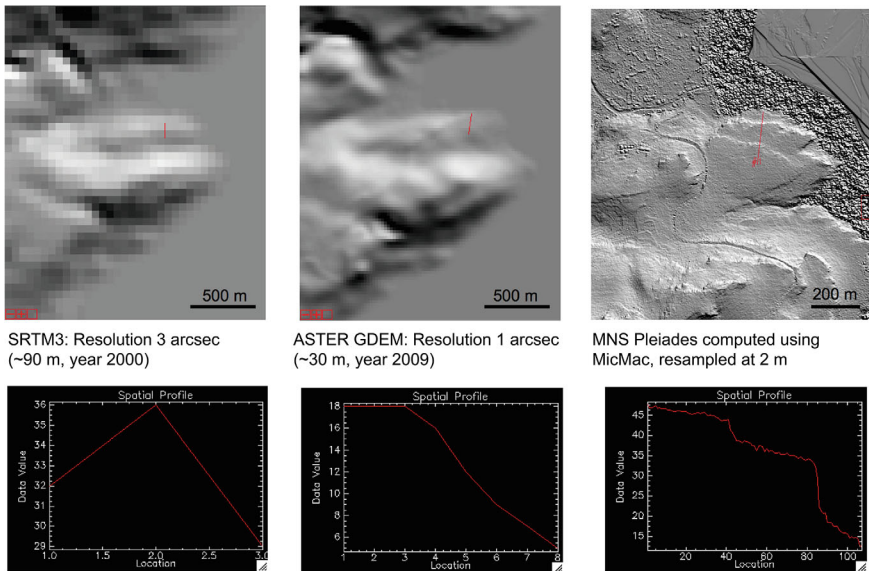 500 m
500 m
200 m
SRTM3: Resolution 3 arcsec
(~90 m, year 2000)
ASTER GDEM: Resolution 1 arcsec
(~30 m, year 2009)
MNS Pleiades computed using
MicMac, resampled at 2 m
Spatial Profile
36
35
34
33
32
31
30
29
Data Value
1.0 1.5 2.0 2.5 3.0
Location
Spatial Profile
18
16
14
12
10
8
6
Data Value
1 2 3 4 5 6 7 8
Location
Spatial Profile
45
40
35
30
25
20
15
Data Value
20 40 60 80 100
Location